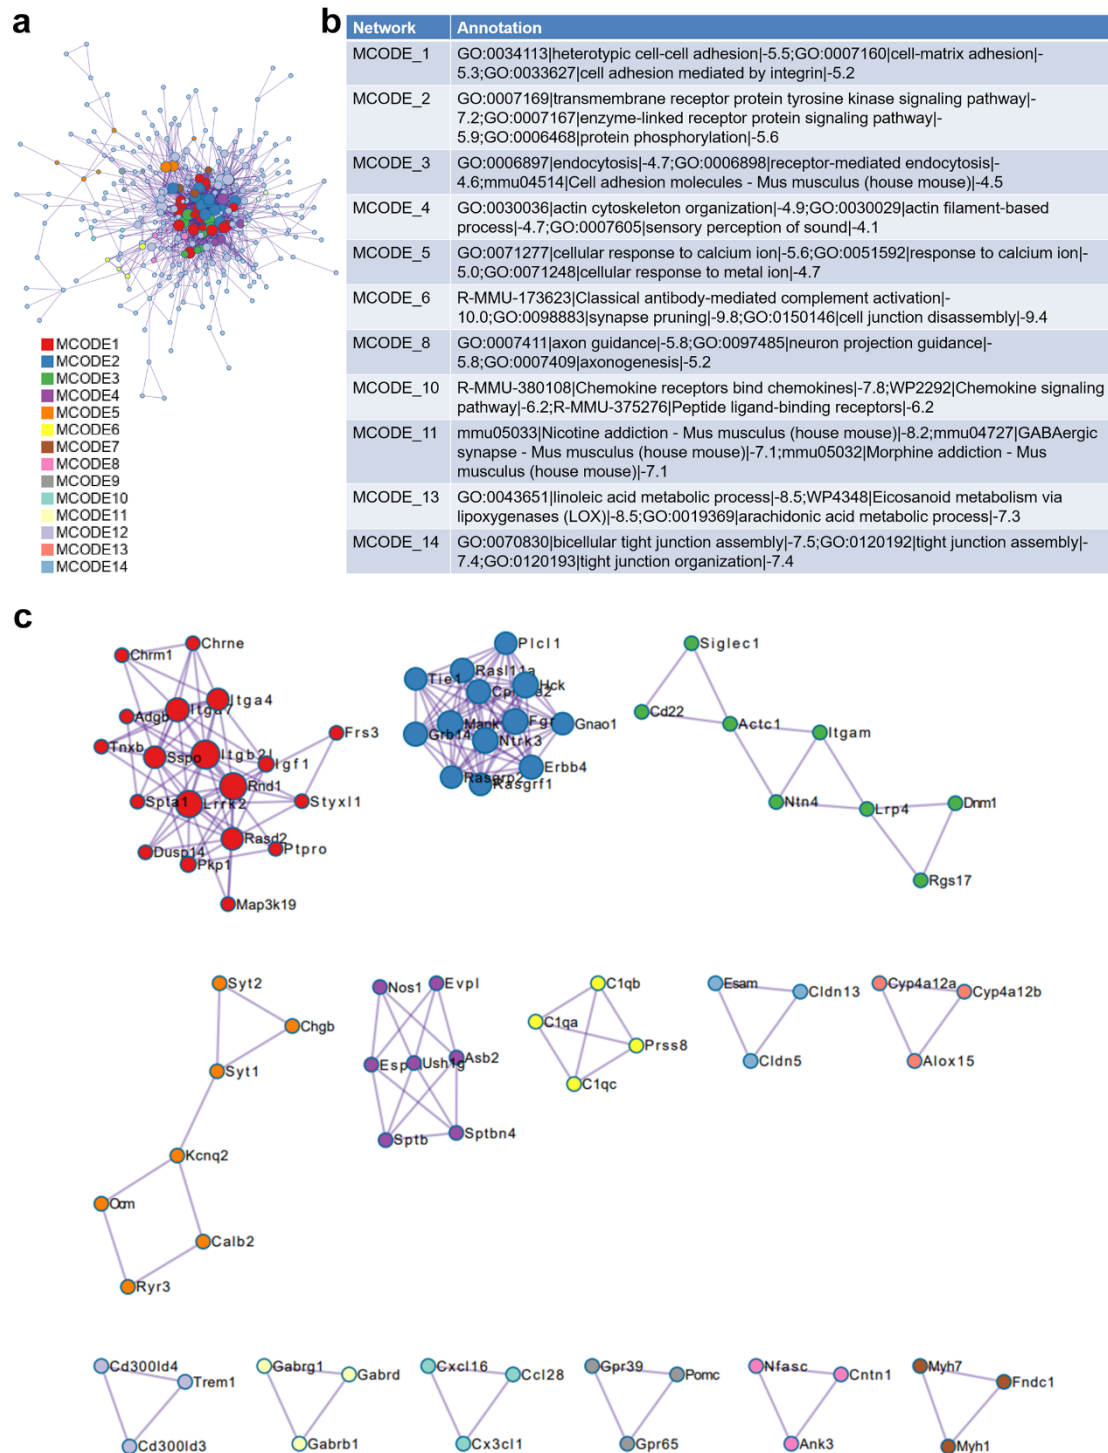 a
MCODE1
MCODE2
MCODE3
MCODE4
MCODE5
MCODE6
MCODE7
MCODE8
MCODE9
MCODE10
MCODE11
MCODE12
MCODE13
MCODE14
b
Network Annotation
MCODE_1 GO:0034113|heterotypic cell-cell adhesion|-5.5;GO:0007160|cell-matrix adhesion|-
5.3;GO:0033627|cell adhesion mediated by integrin|-5.2
MCODE_2 GO:0007169|transmembrane receptor protein tyrosine kinase signaling pathway|-
7.2;GO:0007167|enzyme-linked receptor protein signaling pathway|-
5.9;GO:0006468|protein phosphorylation|-5.6
MCODE_3 GO:0006897|endocytosis|-4.7;GO:0006898|receptor-mediated endocytosis|-
4.6;mmu04514|Cell adhesion molecules - Mus musculus (house mouse)|-4.5
MCODE_4 GO:0030036|actin cytoskeleton organization|-4.9;GO:0030029|actin filament-based
process|-4.7;GO:0007605|sensory perception of sound|-4.1
MCODE_5 GO:0071277|cellular response to calcium ion|-5.6;GO:0051592|response to calcium ion|-
5.0;GO:0071248|cellular response to metal ion|-4.7
MCODE_6 R-MMU-173623|Classical antibody-mediated complement activation|-
10.0;GO:0098883|synapse pruning|-9.8;GO:0150146|cell junction disassembly|-9.4
MCODE_8 GO:0007411|axon guidance|-5.8;GO:0097485|neuron projection guidance|-
5.8;GO:0007409|axonogenesis|-5.2
MCODE_10 R-MMU-380108|Chemokine receptors bind chemokines|-7.8;WP2292|Chemokine signaling
pathway|-6.2;R-MMU-375276|Peptide ligand-binding receptors|-6.2
MCODE_11 mmu05033|Nicotine addiction - Mus musculus (house mouse)|-8.2;mmu04727|GABAergic
synapse - Mus musculus (house mouse)|-7.1;mmu05032|Morphine addiction - Mus
musculus (house mouse)|-7.1
MCODE_13 GO:0043651|linoleic acid metabolic process|-8.5;WP4348|Eicosanoid metabolism via
lipoxygenases (LOX)|-8.5;GO:0019369|arachidonic acid metabolic process|-7.3
MCODE_14 GO:0070830|bicellular tight junction assembly|-7.5;GO:0120192|tight junction assembly|-
7.4;GO:0120193|tight junction organization|-7.4
c
Chrne
Chrm1
Itga4
Itga7
Adgb
Frs3
Tnxb
Itgb2l
Sspo
Igf1
Rnd1
Spta1
Lrrk2
Styxl1
Rasd2
Dusp14
Ptpro
Pkp1
Map3k19
Plcl1
Rasl11a
Tie1
Hck
Fgr
Gnao1
Grb14
Ntrk3
Erbb4
Rasgrp2
Rasgrf1
Siglec1
Cd22
Actc1
Itgam
Ntn4
Lrp4
Dnm1
Rgs17
Syt2
Chgb
Syt1
Kcnq2
Ocm
Calb2
Ryr3
Nos1
Evpl
Asb2
Ush1g
Sptb
Sptbn4
C1qb
C1qa
Prss8
C1qc
Esam
Cldn13
Cldn5
Cyp4a12a
Cyp4a12b
Alox15
Cd300ld4
Trem1
Cd300ld3
Gabrg1
Gabrd
Gabrb1
Cxcl16
Ccl28
Cx3cl1
Gpr39
Pomc
Gpr65
Nfasc
Cntn1
Ank3
Myh7
Fndc1
Myh1